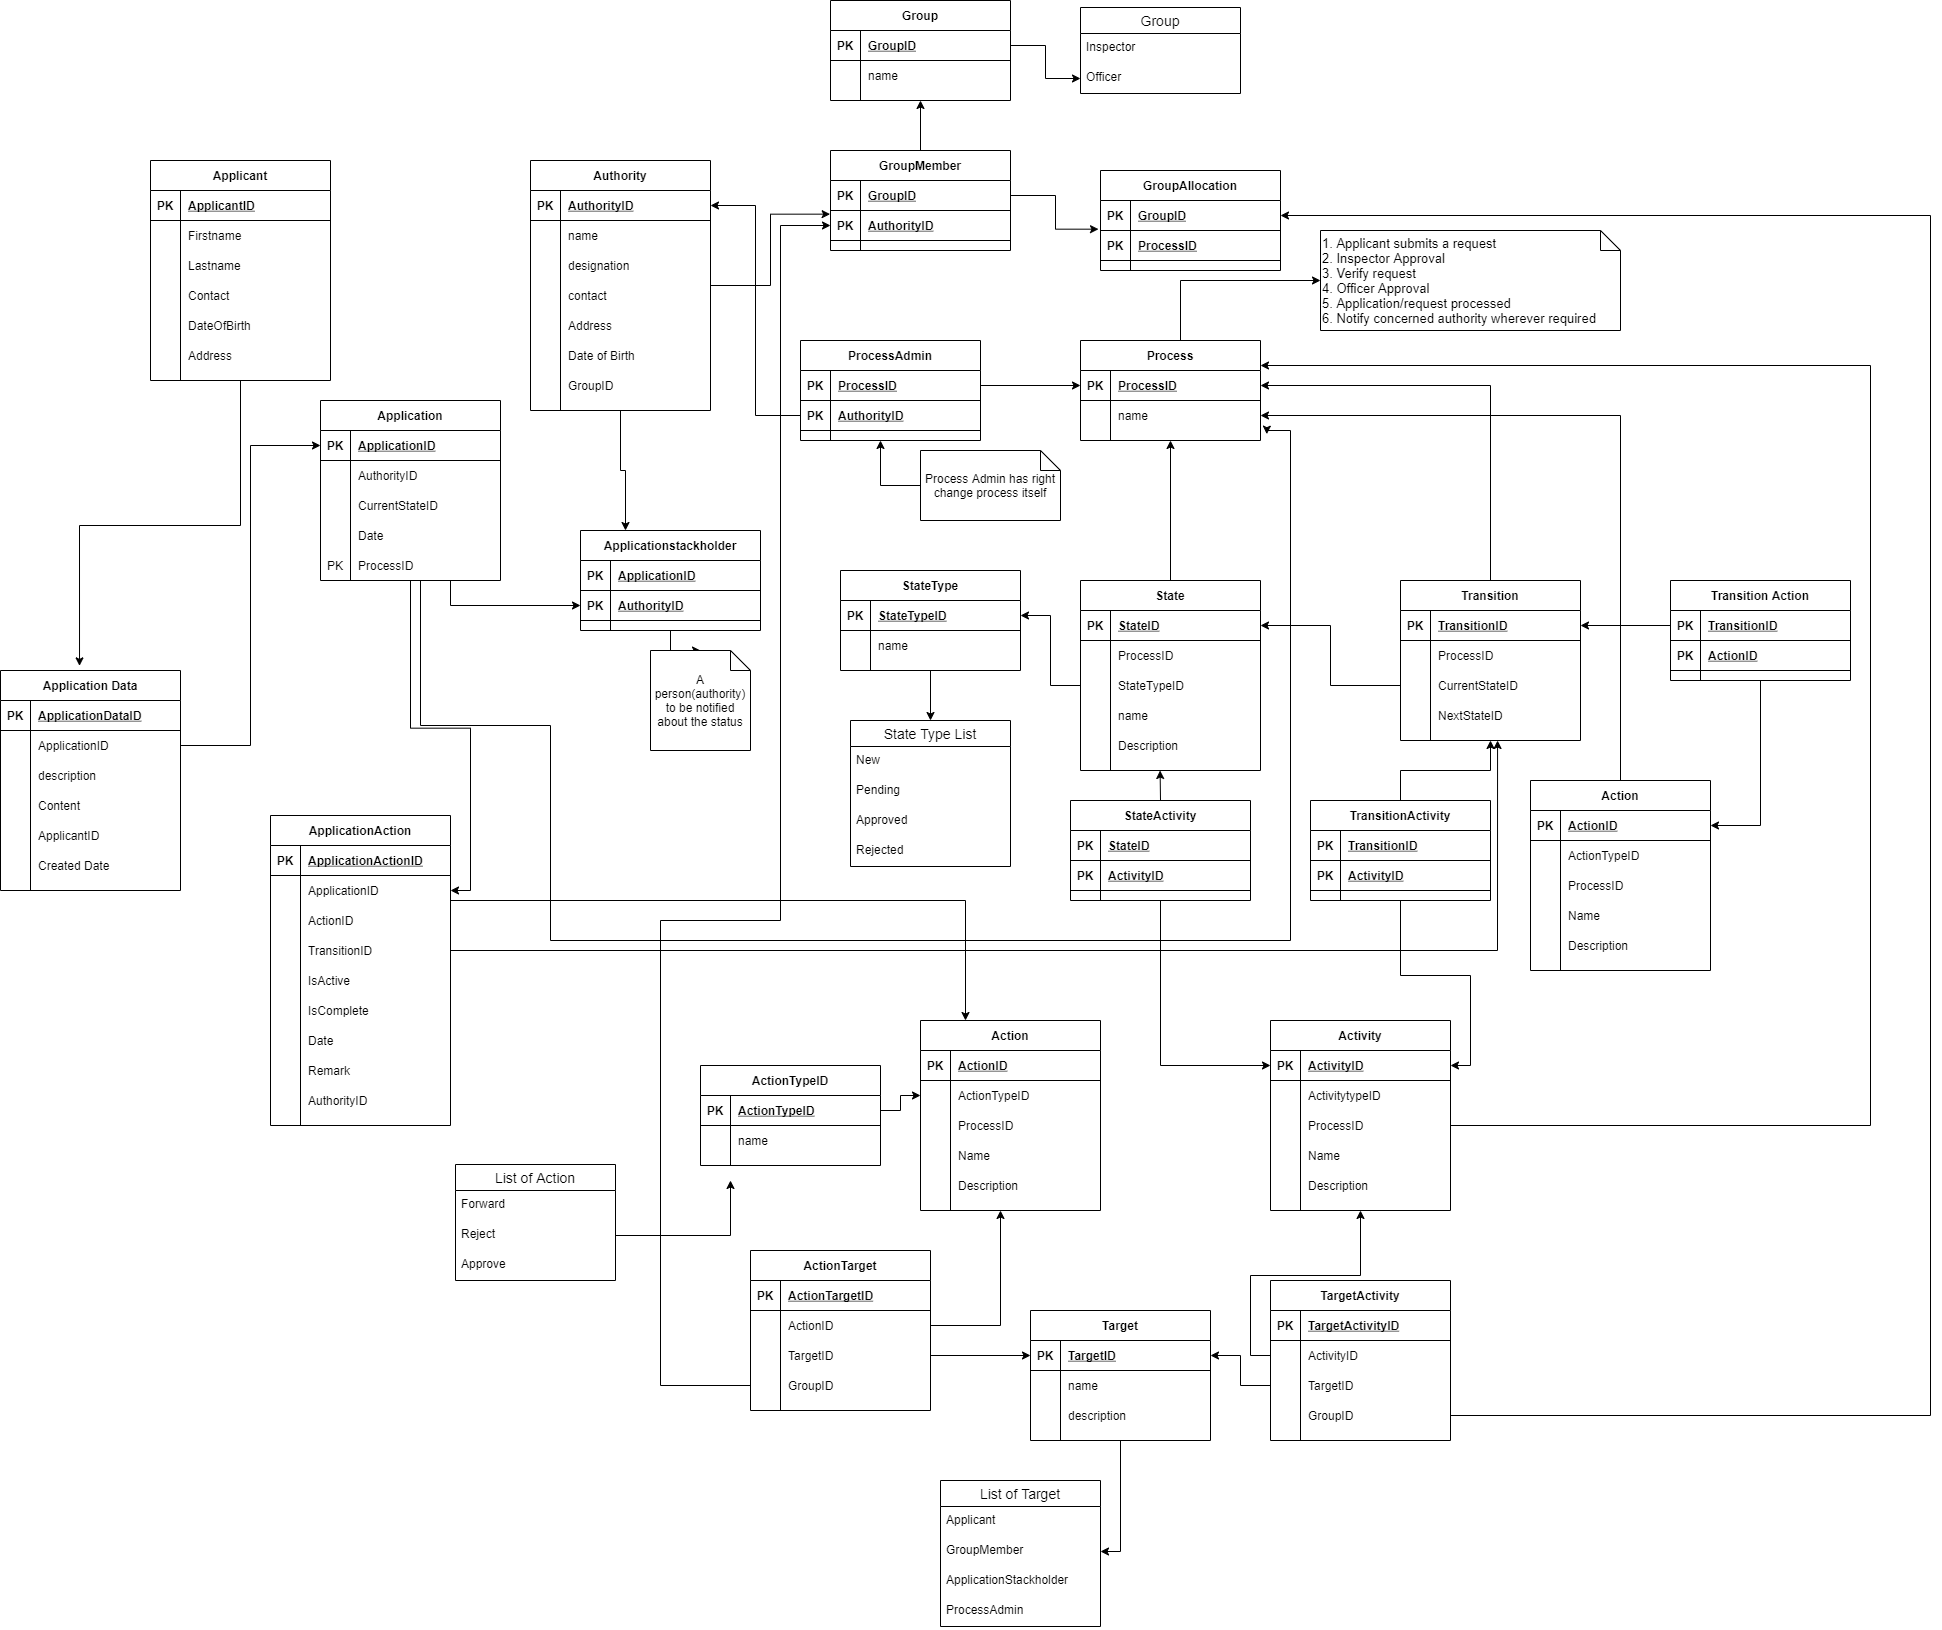 Group
PK GroupID
name
Group
Inspector
Officer
Applicant
PK ApplicantID
Firstname
Lastname
Contact
DateOfBirth
Address
Authority
PK AuthorityID
name
designation
contact
Address
Date of Birth
GroupID
GroupMember
PK GroupID
PK AuthorityID
GroupAllocation
PK GroupID
PK ProcessID
1. Applicant submits a request
2. Inspector Approval
3. Verify request
4. Officer Approval
5. Application/request processed
6. Notify concerned authority wherever required
ProcessAdmin
PK ProcessID
PK AuthorityID
Process
PK ProcessID
name
Process Admin has right
change process itself
Application
PK ApplicationID
AuthorityID
CurrentStateID
Date
PK ProcessID
Applicationstackholder
PK ApplicationID
PK AuthorityID
A
person(authority)
to be notified
about the status
StateType
PK StateTypeID
name
State
PK StateID
ProcessID
StateTypeID
name
Description
Transition
PK TransitionID
ProcessID
CurrentStateID
NextStateID
Transition Action
PK TransitionID
PK ActionID
Application Data
PK ApplicationDataID
ApplicationID
description
Content
ApplicantID
Created Date
State Type List
New
Pending
Approved
Rejected
StateActivity
PK StateID
PK ActivityID
TransitionActivity
PK TransitionID
PK ActivityID
Action
PK ActionID
ActionTypeID
ProcessID
Name
Description
ApplicationAction
PK ApplicationActionID
ApplicationID
ActionID
TransitionID
IsActive
IsComplete
Date
Remark
AuthorityID
Action
PK ActionID
ActionTypeID
ProcessID
Name
Description
Activity
PK ActivityID
ActivitytypeID
ProcessID
Name
Description
ActionTypeID
PK ActionTypeID
name
List of Action
Forward
Reject
Approve
ActionTarget
PK ActionTargetID
ActionID
TargetID
GroupID
Target
PK TargetID
name
description
TargetActivity
PK TargetActivityID
ActivityID
TargetID
GroupID
List of Target
Applicant
GroupMember
ApplicationStackholder
ProcessAdmin